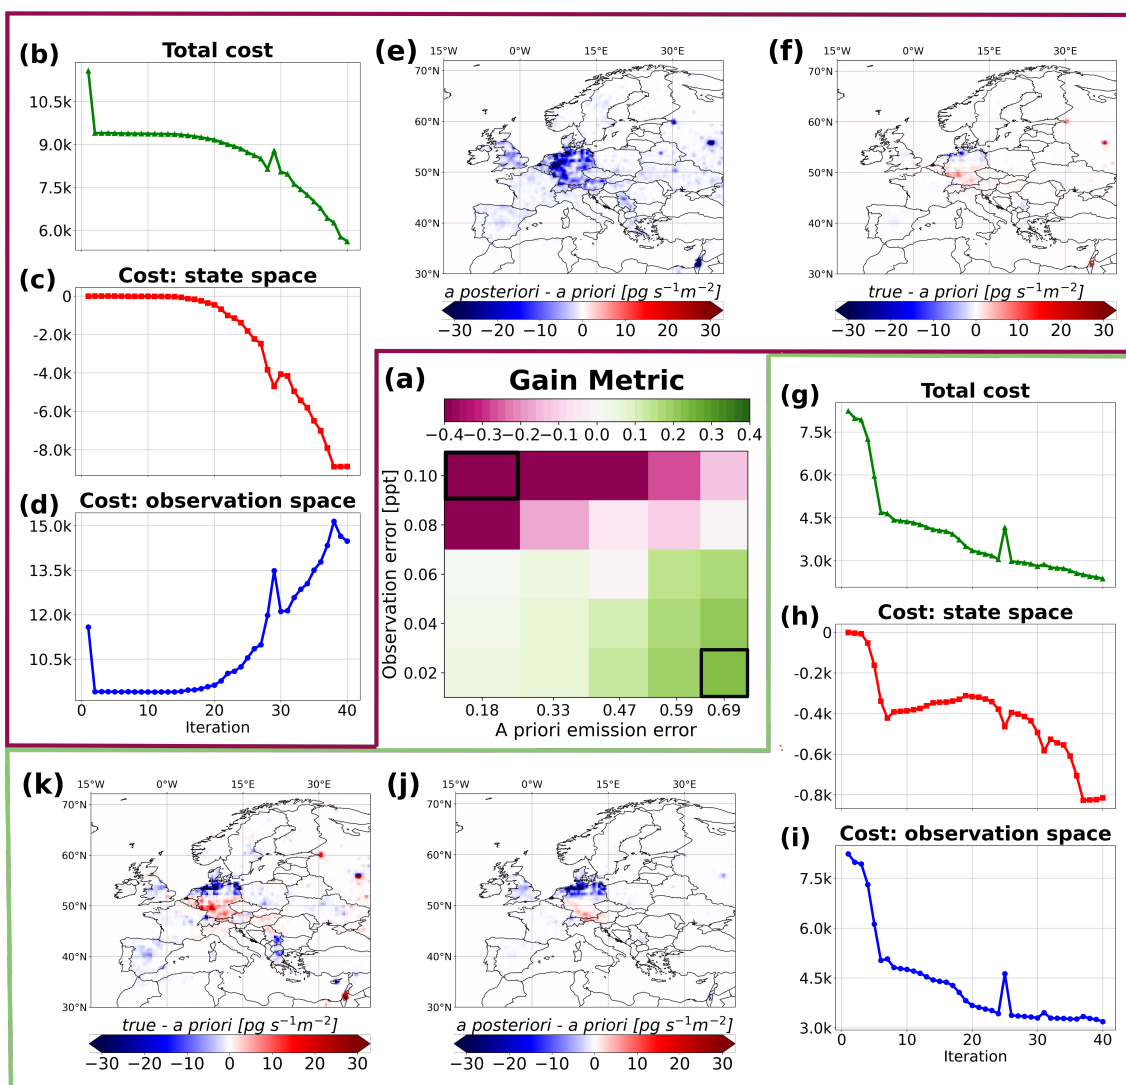 (b)
Total cost
10.5k
9.0k
7.5k
6.0k
(c)
Cost: state space
0
-2.0k
-4.0k
-6.0k
-8.0k
(d)
Cost: observation space
15.0k
13.5k
12.0k
10.5k
0 10 20 30 40
Iteration
(e)
15°W 0°W 15°E 30°E
70°N
60°N
50°N
40°N
30°N
a posteriori - a priori [pg s⁻¹m⁻²]
−30 −20 −10 0 10 20 30
(f)
15°W 0°W 15°E 30°E
70°N
60°N
50°N
40°N
30°N
true - a priori [pg s⁻¹m⁻²]
−30 −20 −10 0 10 20 30
(a)
Gain Metric
−0.4 −0.3 −0.2 −0.1 0.0 0.1 0.2 0.3 0.4
Observation error [ppt]
0.10
0.08
0.06
0.04
0.02
0.18 0.33 0.47 0.59 0.69
A priori emission error
(g)
Total cost
7.5k
6.0k
4.5k
3.0k
(h)
Cost: state space
0
-0.2k
-0.4k
-0.6k
-0.8k
(i)
Cost: observation space
7.5k
6.0k
4.5k
3.0k
0 10 20 30 40
Iteration
(k)
15°W 0°W 15°E 30°E
70°N
60°N
50°N
40°N
30°N
true - a priori [pg s⁻¹m⁻²]
−30 −20 −10 0 10 20 30
(j)
15°W 0°W 15°E 30°E
70°N
60°N
50°N
40°N
30°N
a posteriori - a priori [pg s⁻¹m⁻²]
−30 −20 −10 0 10 20 30